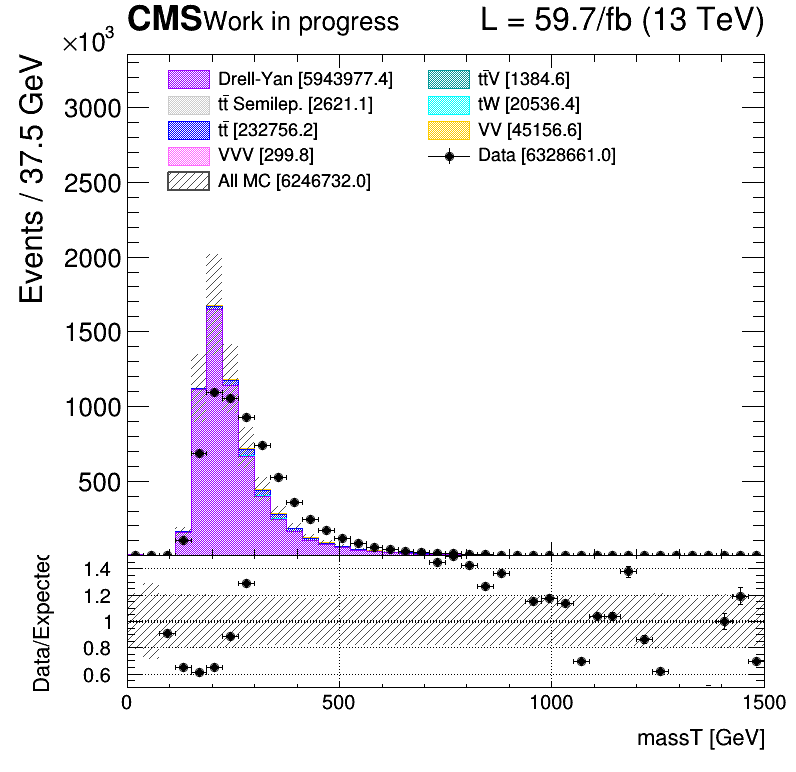 CMS Work in progress L = 59.7/fb (13 TeV)
×10³
Events / 37.5 GeV
Drell-Yan [5943977.4]
tt̄ Semilep. [2621.1]
tt̄ [232756.2]
VVV [299.8]
All MC [6246732.0]
tt̄V [1384.6]
tW [20536.4]
VV [45156.6]
Data [6328661.0]
3000
2500
2000
1500
1000
500
Data/Expected
1.4
1.2
1
0.8
0.6
0 500 1000 1500
massT [GeV]